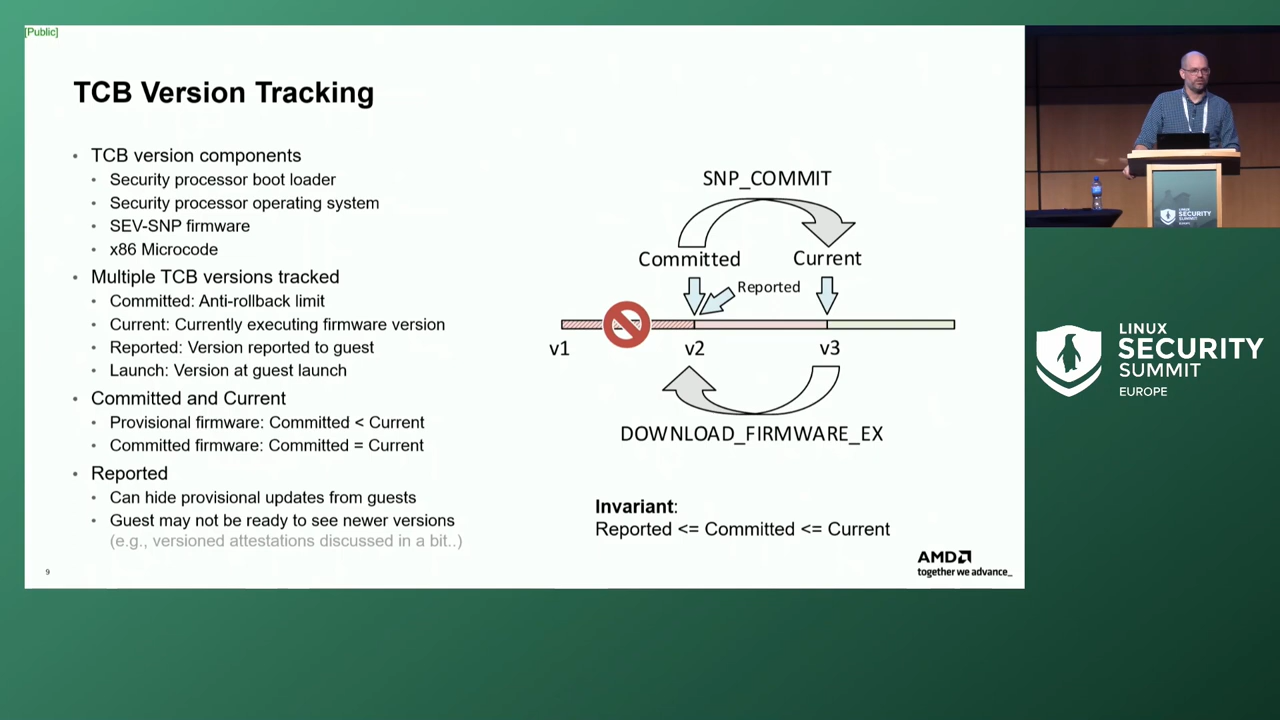 [Public]
TCB Version Tracking
• TCB version components
• Security processor boot loader
• Security processor operating system
• SEV-SNP firmware
• x86 Microcode
• Multiple TCB versions tracked
• Committed: Anti-rollback limit
• Current: Currently executing firmware version
• Reported: Version reported to guest
• Launch: Version at guest launch
• Committed and Current
• Provisional firmware: Committed < Current
• Committed firmware: Committed = Current
• Reported
• Can hide provisional updates from guests
• Guest may not be ready to see newer versions
(e.g., versioned attestations discussed in a bit..)
SNP_COMMIT
Committed
Current
Reported
v1
v2
v3
DOWNLOAD_FIRMWARE_EX
Invariant:
Reported <= Committed <= Current
9
AMD
together we advance_
LINUX
SECURITY
SUMMIT
EUROPE
LINUX
SECURITY
SUMMIT
EUROPE